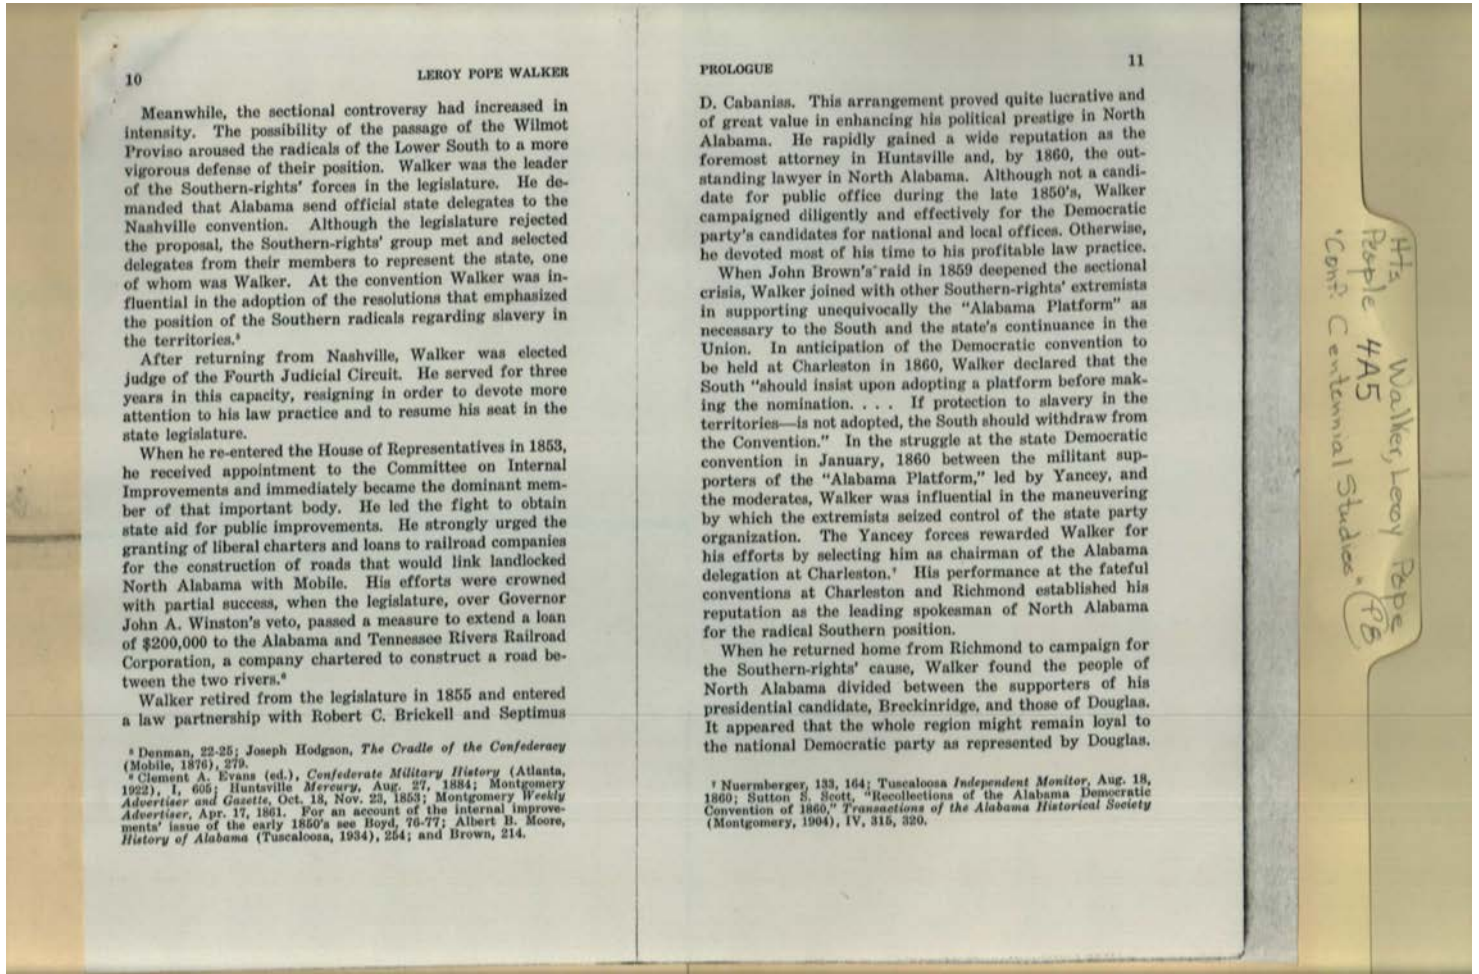 10 LEROY POPE WALKER
Meanwhile, the sectional controversy had increased in
intensity. The possibility of the passage of the Wilmot
Proviso aroused the radicals of the Lower South to a more
vigorous defense of their position. Walker was the leader
of the Southern-rights' forces in the legislature. He de-
manded that Alabama send official state delegates to the
Nashville convention. Although the legislature rejected
the proposal, the Southern-rights' group met and selected
delegates from their members to represent the state, one
of whom was Walker. At the convention Walker was in-
fluential in the adoption of the resolutions that emphasized
the position of the Southern radicals regarding slavery in
the territories.⁵
After returning from Nashville, Walker was elected
judge of the Fourth Judicial Circuit. He served for three
years in this capacity, resigning in order to devote more
attention to his law practice and to resume his seat in the
state legislature.
When he re-entered the House of Representatives in 1853,
he received appointment to the Committee on Internal
Improvements and immediately became the dominant mem-
ber of that important body. He led the fight to obtain
state aid for public improvements. He strongly urged the
granting of liberal charters and loans to railroad companies
for the construction of roads that would link landlocked
North Alabama with Mobile. His efforts were crowned
with partial success, when the legislature, over Governor
John A. Winston's veto, passed a measure to extend a loan
of $200,000 to the Alabama and Tennessee Rivers Railroad
Corporation, a company chartered to construct a road be-
tween the two rivers.⁶
Walker retired from the legislature in 1855 and entered
a law partnership with Robert C. Brickell and Septimus
⁵ Denman, 22-25; Joseph Hodgson, The Cradle of the Confederacy
(Mobile, 1876), 279.
⁶ Clement A. Evans (ed.), Confederate Military History (Atlanta,
1922), I, 605; Huntsville Mercury, Aug. 27, 1884; Montgomery
Advertiser and Gazette, Oct. 18, Nov. 23, 1853; Montgomery Weekly
Advertiser, Apr. 17, 1861. For an account of the internal improve-
ments' issue of the early 1850's see Boyd, 76-77; Albert B. Moore,
History of Alabama (Tuscaloosa, 1934), 254; and Brown, 214.
PROLOGUE 11
D. Cabaniss. This arrangement proved quite lucrative and
of great value in enhancing his political prestige in North
Alabama. He rapidly gained a wide reputation as the
foremost attorney in Huntsville and, by 1860, the out-
standing lawyer in North Alabama. Although not a candi-
date for public office during the late 1850's, Walker
campaigned diligently and effectively for the Democratic
party's candidates for national and local offices. Otherwise,
he devoted most of his time to his profitable law practice.
When John Brown's raid in 1859 deepened the sectional
crisis, Walker joined with other Southern-rights' extremists
in supporting unequivocally the "Alabama Platform" as
necessary to the South and the state's continuance in the
Union. In anticipation of the Democratic convention to
be held at Charleston in 1860, Walker declared that the
South "should insist upon adopting a platform before mak-
ing the nomination. . . . If protection to slavery in the
territories—is not adopted, the South should withdraw from
the Convention." In the struggle at the state Democratic
convention in January, 1860 between the militant sup-
porters of the "Alabama Platform," led by Yancey, and
the moderates, Walker was influential in the maneuvering
by which the extremists seized control of the state party
organization. The Yancey forces rewarded Walker for
his efforts by selecting him as chairman of the Alabama
delegation at Charleston.⁷ His performance at the fateful
conventions at Charleston and Richmond established his
reputation as the leading spokesman of North Alabama
for the radical Southern position.
When he returned home from Richmond to campaign for
the Southern-rights' cause, Walker found the people of
North Alabama divided between the supporters of his
presidential candidate, Breckinridge, and those of Douglas.
It appeared that the whole region might remain loyal to
the national Democratic party as represented by Douglas.
⁷ Nuermberger, 133, 164; Tuscaloosa Independent Monitor, Aug. 18,
1860; Sutton S. Scott, "Recollections of the Alabama Democratic
Convention of 1860," Transactions of the Alabama Historical Society
(Montgomery, 1904), IV, 315, 320.
Hts Walker, Leroy Pope
People 4A5
"Conf. Centennial Studies" PB